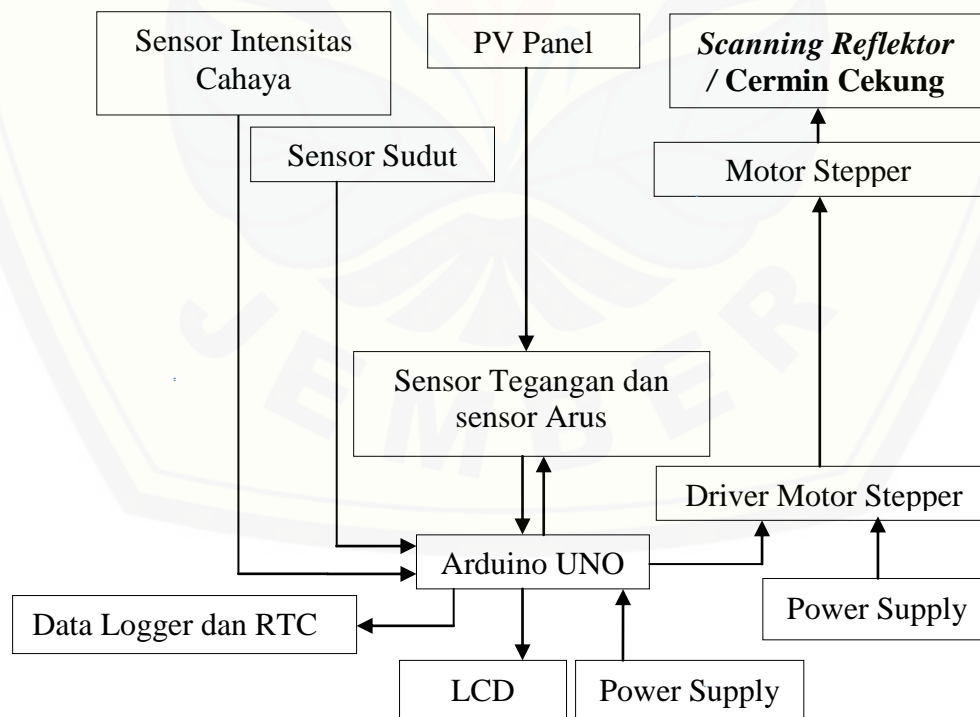 Sensor Intensitas
Cahaya
PV Panel
Scanning Reflektor
/ Cermin Cekung
Sensor Sudut
Motor Stepper
Sensor Tegangan dan
sensor Arus
Driver Motor Stepper
Arduino UNO
Data Logger dan RTC
Power Supply
LCD
Power Supply
JEMBER